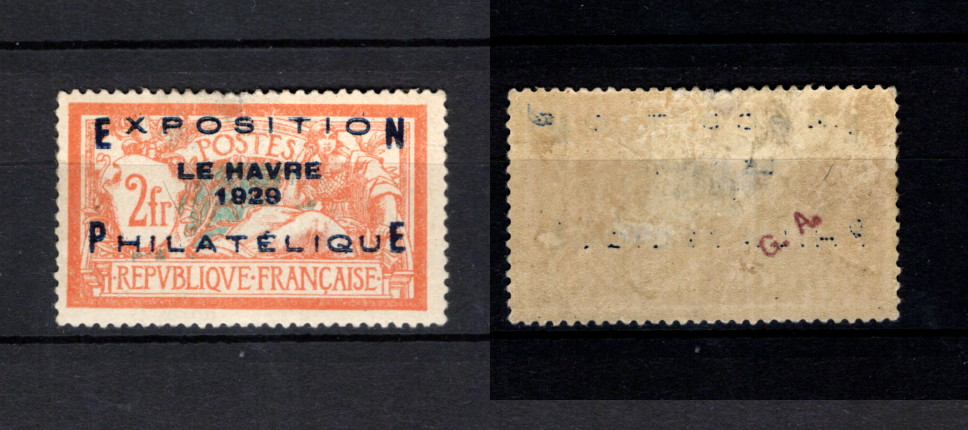 EXPOSITION
POSTES
LE HAVRE
1929
2fr
PHILATÉLIQUE
REPVBLIQVE·FRANÇAISE
G. A.